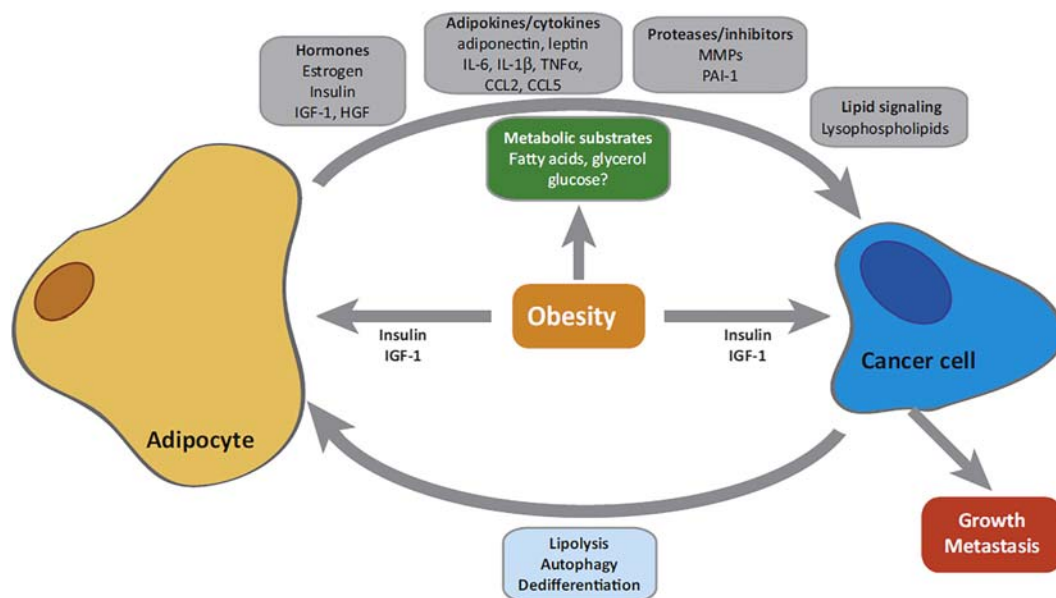 Hormones
Estrogen
Insulin
IGF-1, HGF
Adipokines/cytokines
adiponectin, leptin
IL-6, IL-1β, TNFα,
CCL2, CCL5
Proteases/inhibitors
MMPs
PAI-1
Lipid signaling
Lysophospholipids
Metabolic substrates
Fatty acids, glycerol
glucose?
Obesity
Insulin
IGF-1
Insulin
IGF-1
Adipocyte
Cancer cell
Lipolysis
Autophagy
Dedifferentiation
Growth
Metastasis